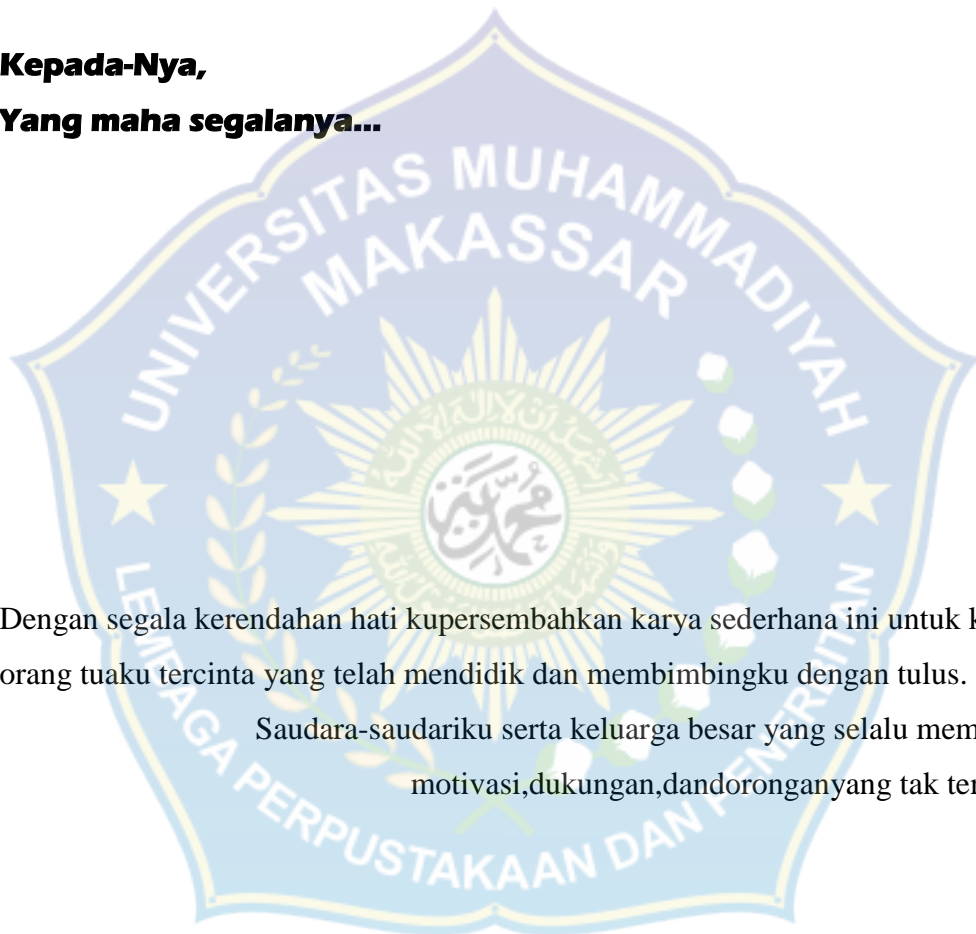 Kepada-Nya,
Yang maha segalanya...
UNIVERSITAS MUHAMMADIYAH
MAKASSAR
Dengan segala kerendahan hati kupersembahkan karya sederhana ini untuk
orang tuaku tercinta yang telah mendidik dan membimbingku dengan tulus.
Saudara-saudariku serta keluarga besar yang selalu
motivasi,dukungan,dandoronganyang tak
LEMBAGA PERPUSTAKAAN DAN PENERBITAN